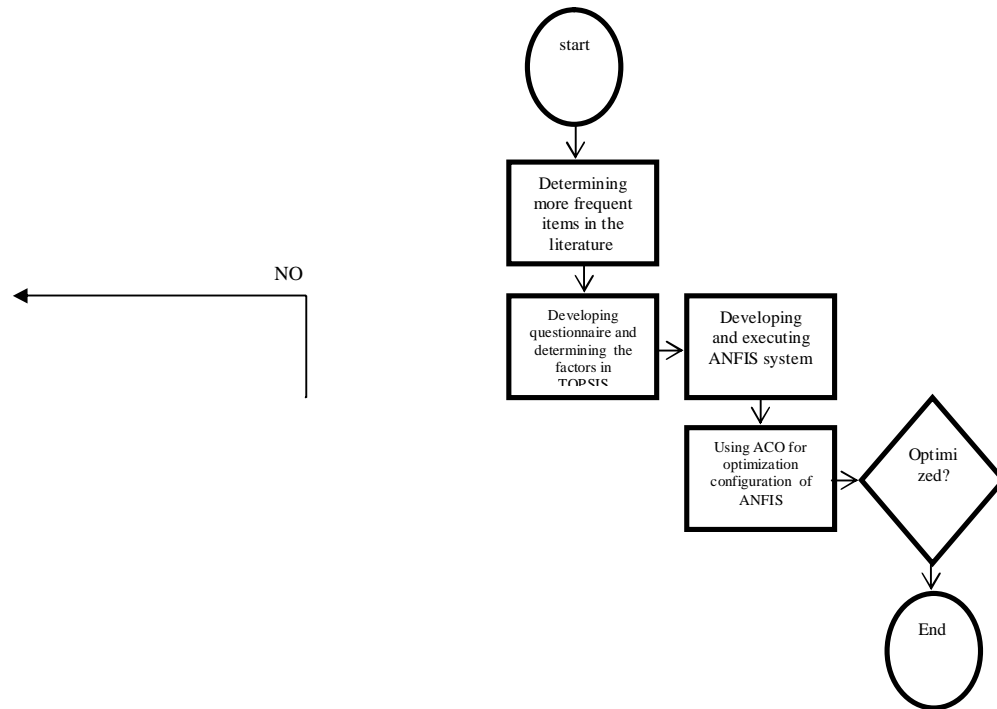 start
Determining
more frequent
items in the
literature
NO
Developing
questionnaire and
determining the
factors in
TOPSIS
Developing
and executing
ANFIS system
Using ACO for
optimization
configuration of
ANFIS
Optimi
zed?
End